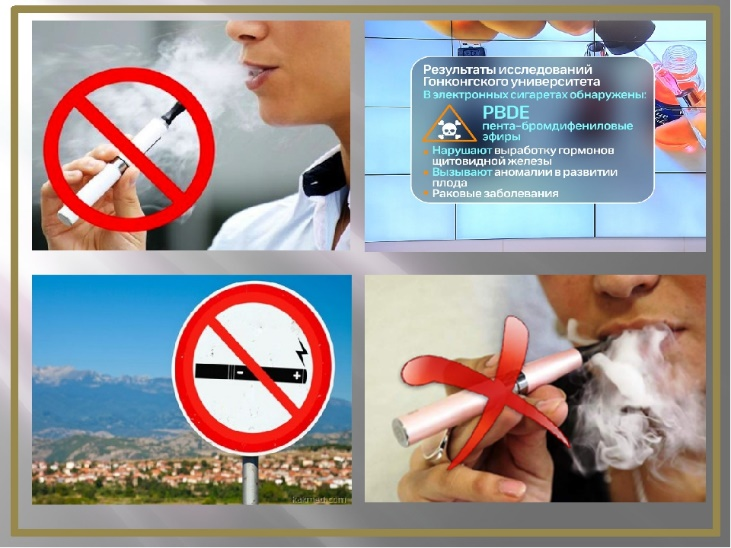 Результаты исследований
Гонконгского университета
В электронных сигаретах обнаружены:
PBDE
пента-бромдифениловые
эфиры
Нарушают выработку гормонов
щитовидной железы
Вызывают аномалии в развитии
плода
Раковые заболевания
- +